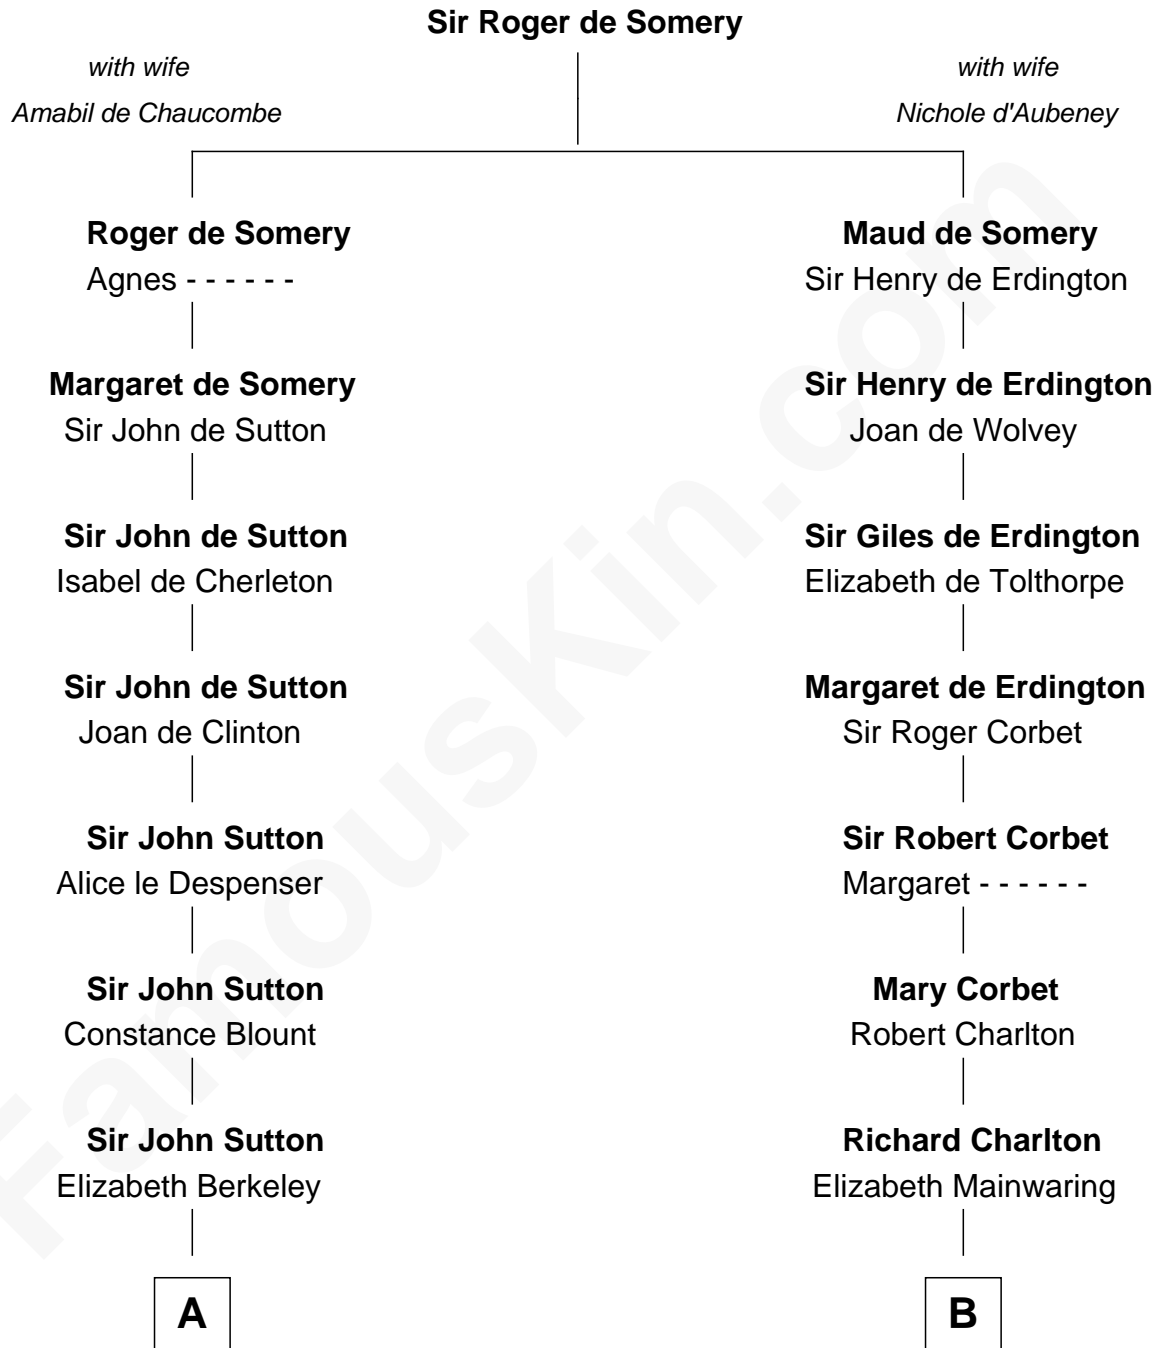 Sir Roger de Somery
with wife
Amabil de Chaucombe
with wife
Nichole d'Aubeney
Roger de Somery
Agnes - - - - - -
Maud de Somery
Sir Henry de Erdington
Margaret de Somery
Sir John de Sutton
Sir Henry de Erdington
Joan de Wolvey
Sir John de Sutton
Isabel de Cherleton
Sir Giles de Erdington
Elizabeth de Tolthorpe
Sir John de Sutton
Joan de Clinton
Margaret de Erdington
Sir Roger Corbet
Sir John Sutton
Alice le Despenser
Sir Robert Corbet
Margaret - - - - - -
Sir John Sutton
Constance Blount
Mary Corbet
Robert Charlton
Sir John Sutton
Elizabeth Berkeley
Richard Charlton
Elizabeth Mainwaring
A
B
FamousKin.com